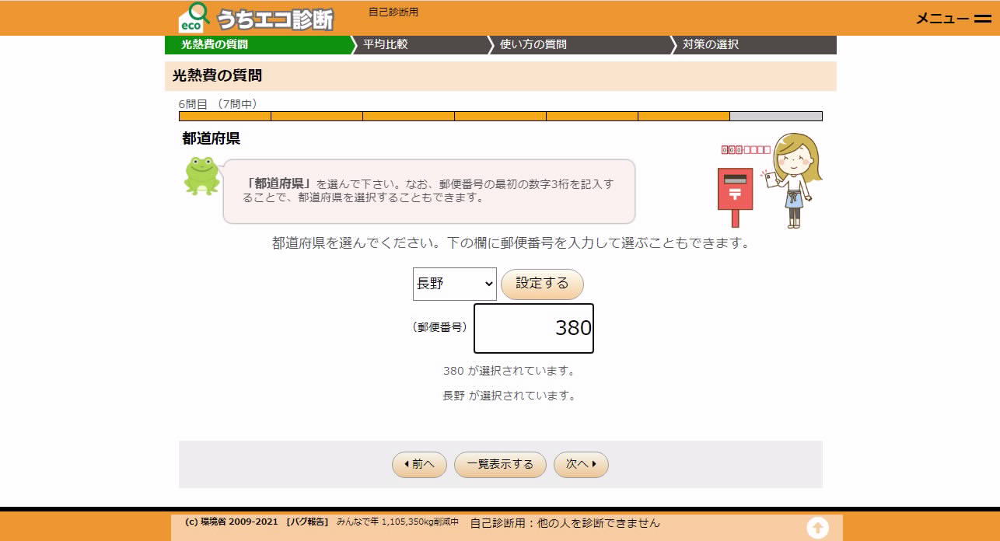 eco うちエコ診断
自己診断用
メニュー
光熱費の質問
平均比較
使い方の質問
対策の選択
光熱費の質問
6問目 （7問中）
都道府県
000
〒
「都道府県」を選んで下さい。なお、郵便番号の最初の数字3桁を記入す
ることで、都道府県を選択することもできます。
都道府県を選んでください。下の欄に郵便番号を入力して選ぶこともできます。
長野
設定する
（郵便番号）
380
380 が選択されています。
長野 が選択されています。
前へ
一覧表示する
次へ
(c) 環境省 2009-2021 [バグ報告] みんなで年 1,105,350kg削減中 自己診断用：他の人を診断できません